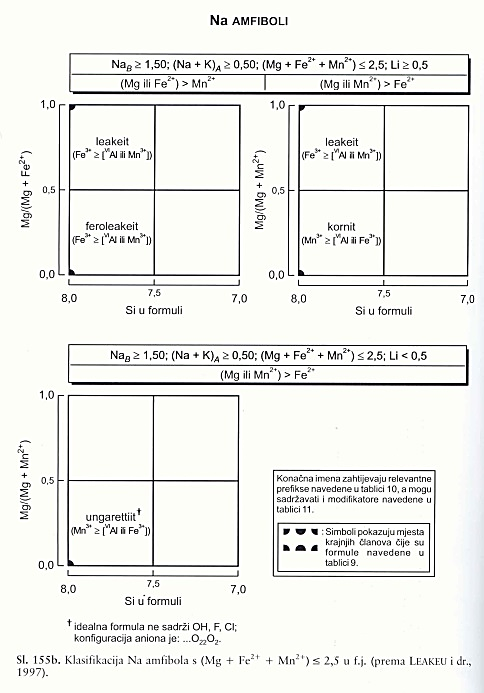 Na AMFIBOLI
Na_B ≥ 1,50; (Na + K)_A ≥ 0,50; (Mg + Fe²⁺ + Mn²⁺) ≤ 2,5; Li ≥ 0,5
(Mg ili Fe²⁺) > Mn²⁺
(Mg ili Mn²⁺) > Fe²⁺
Mg/(Mg + Fe²⁺)
1,0
0,5
0,0
leakeit
(Fe³⁺ ≥ [ⱽᴵAl ili Mn³⁺])
feroleakeit
(Fe³⁺ ≥ [ⱽᴵAl ili Mn³⁺])
8,0
7,5
7,0
Si u formuli
Mg/(Mg + Mn²⁺)
1,0
0,5
0,0
leakeit
(Fe³⁺ ≥ [ⱽᴵAl ili Mn³⁺])
kornit
(Mn³⁺ ≥ [ⱽᴵAl ili Fe³⁺])
8,0
7,5
7,0
Si u formuli
Na_B ≥ 1,50; (Na + K)_A ≥ 0,50; (Mg + Fe²⁺ + Mn²⁺) ≤ 2,5; Li < 0,5
(Mg ili Mn²⁺) > Fe²⁺
Mg/(Mg + Mn²⁺)
1,0
0,5
0,0
ungarettiit†
(Mn³⁺ ≥ [ⱽᴵAl ili Fe³⁺])
8,0
7,5
7,0
Si u formuli
Konačna imena zahtijevaju relevantne
prefikse navedene u tablici 10, a mogu
sadržavati i modifikatore navedene u
tablici 11.
: Simboli pokazuju mjesta
krajnjih članova čije su
formule navedene u
tablici 9.
† idealna formula ne sadrži OH, F, Cl;
konfiguracija aniona je: ...O₂₂O₂.
Sl. 155b. Klasifikacija Na amfibola s (Mg + Fe²⁺ + Mn²⁺) ≤ 2,5 u f.j. (prema LEAKEU i dr.,
1997).